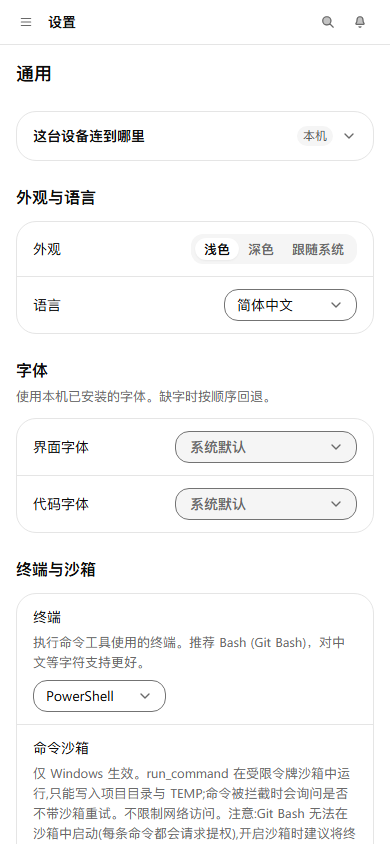 设置
通用
这台设备连到哪里
本机
外观与语言
外观
浅色
深色
跟随系统
语言
简体中文
字体
使用本机已安装的字体。缺字时按顺序回退。
界面字体
系统默认
代码字体
系统默认
终端与沙箱
终端
执行命令工具使用的终端。推荐 Bash (Git Bash)，对中
文等字符支持更好。
PowerShell
命令沙箱
仅 Windows 生效。run_command 在受限令牌沙箱中运
行,只能写入项目目录与 TEMP;命令被拦截时会询问是否
不带沙箱重试。不限制网络访问。注意:Git Bash 无法在
沙箱中启动(每条命令都会请求提权),开启沙箱时建议将终